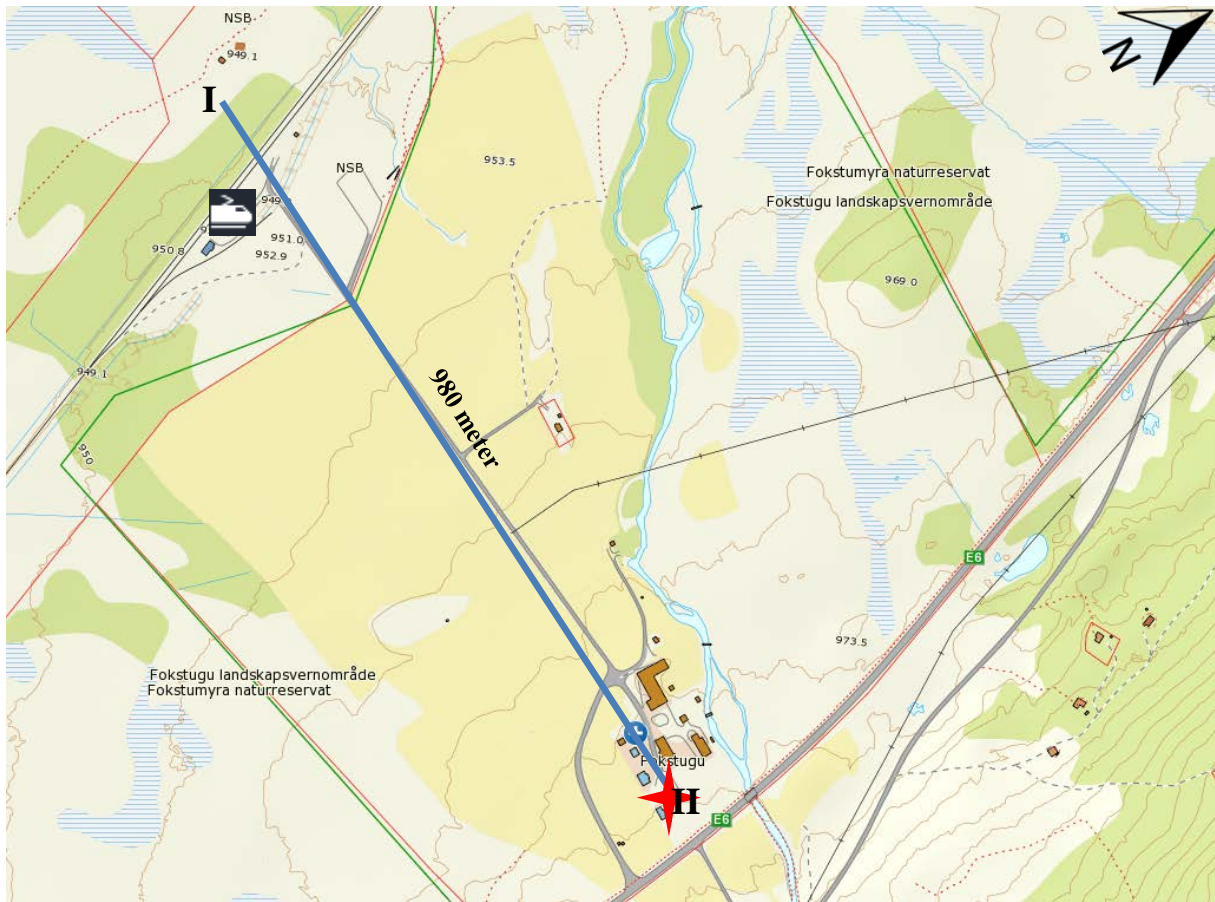 NSB
949.1
I
NSB
953.5
Fokstumyra naturreservat
Fokstugu landskapsvernområde
951.0
950.8
952.9
969.0
949.1
980 meter
950
E6
973.5
Fokstugu landskapsvernområde
Fokstumyra naturreservat
Fokstugu
II
E6
N